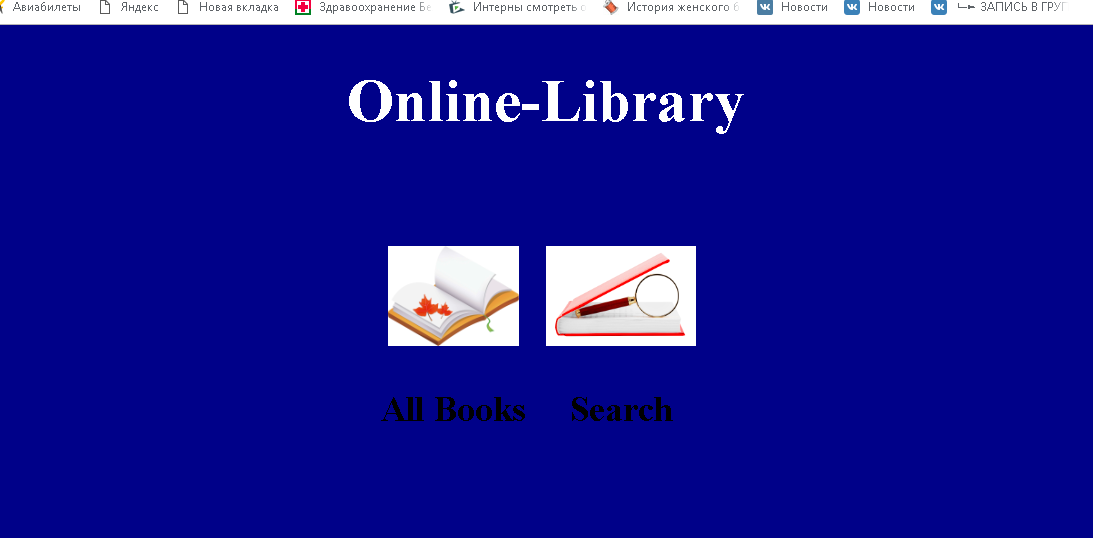 Авиабилеты Яндекс Новая вкладка Здравоохранение Бе Интерны смотреть История женского б Новости Новости ЗАПИСЬ В ГРУГ
Online-Library
All Books Search